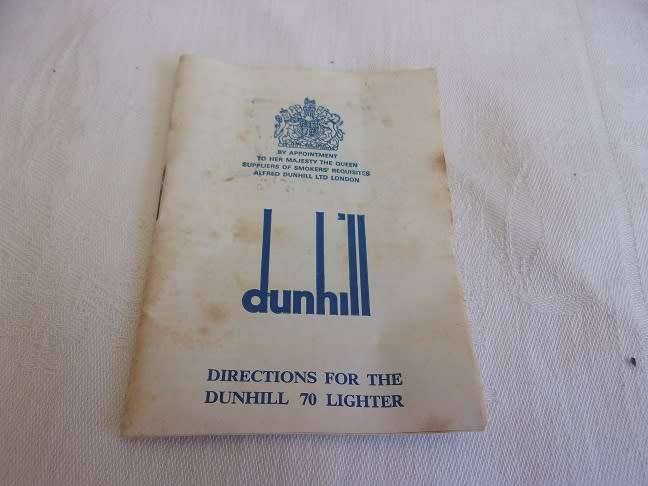 BY APPOINTMENT
TO HER MAJESTY THE QUEEN
SUPPLIERS OF SMOKERS' REQUISITES
ALFRED DUNHILL LTD LONDON
dunhill
DIRECTIONS FOR THE
DUNHILL 70 LIGHTER